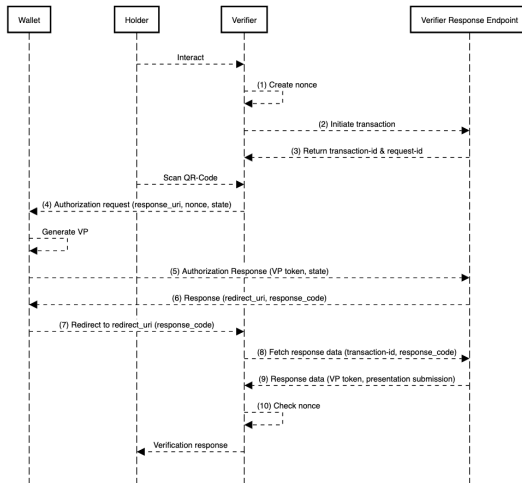 Wallet
Holder
Verifier
Verifier Response Endpoint
Interact
(1) Create nonce
(2) Initiate transaction
(3) Return transaction-id & request-id
Scan QR-Code
(4) Authorization request (response_uri, nonce, state)
Generate VP
(5) Authorization Response (VP token, state)
(6) Response (redirect_uri, response_code)
(7) Redirect to redirect_uri (response_code)
(8) Fetch response data (transaction-id, response_code)
(9) Response data (VP token, presentation submission)
(10) Check nonce
Verification response